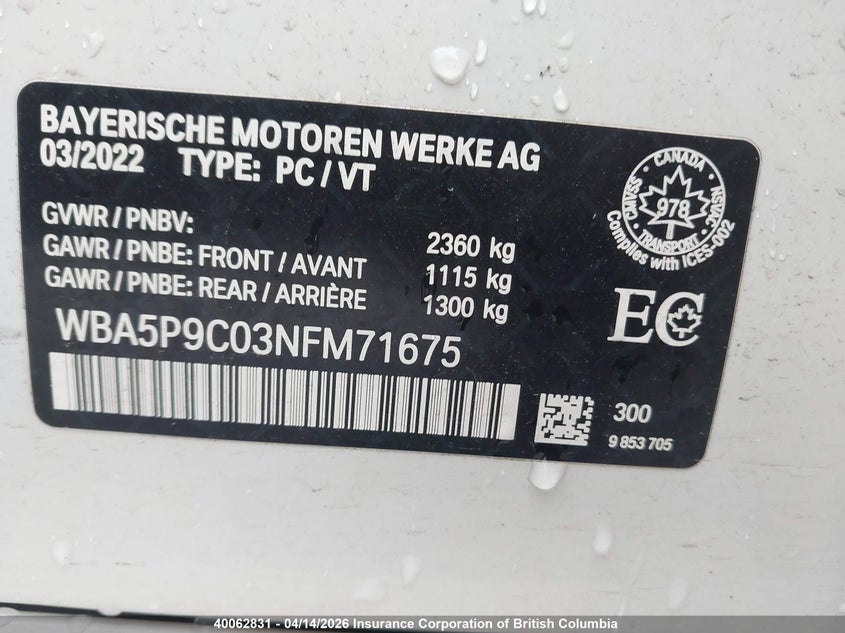 BAYERISCHE MOTOREN WERKE AG
03/2022 TYPE: PC / VT
GVWR / PNBV: 2360 kg
GAWR / PNBE: FRONT / AVANT 1115 kg
GAWR / PNBE: REAR / ARRIÈRE 1300 kg
WBA5P9C03NFM71675
CANADA
CMVSS
NSVAC
978
TRANSPORT
Complies with ICES-002
EC
300
9 853 705
40062831 - 04/14/2026 Insurance Corporation of British Columbia